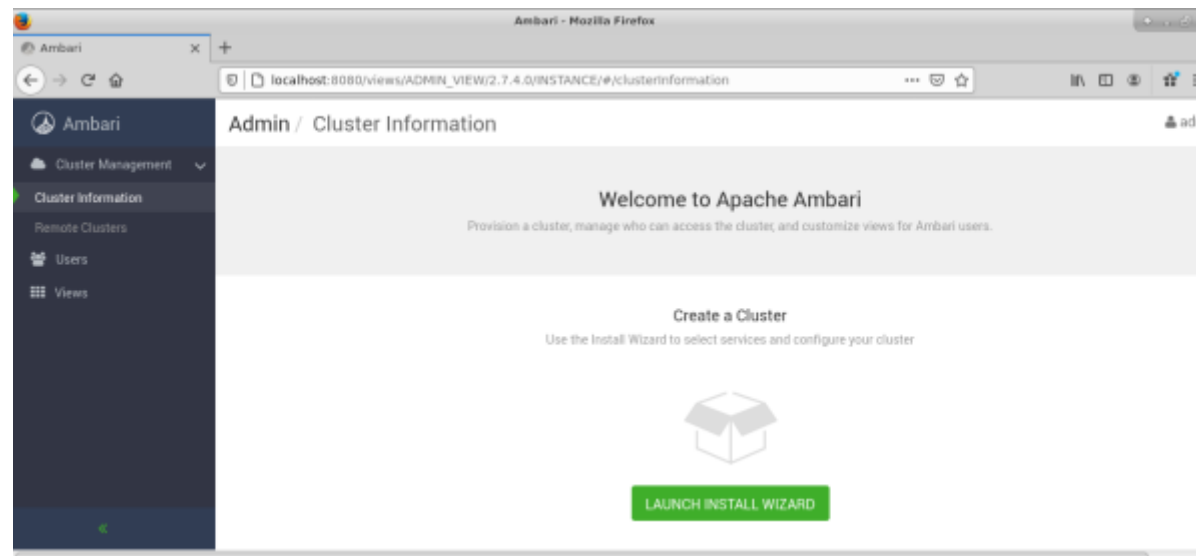 Ambari - Mozilla Firefox
Ambari
localhost:8080/views/ADMIN_VIEW/2.7.4.0/INSTANCE/#/clusterInformation
Ambari
Admin / Cluster Information
ad
Cluster Management
Cluster Information
Remote Clusters
Users
Views
Welcome to Apache Ambari
Provision a cluster, manage who can access the cluster, and customize views for Ambari users.
Create a Cluster
Use the Install Wizard to select services and configure your cluster
LAUNCH INSTALL WIZARD